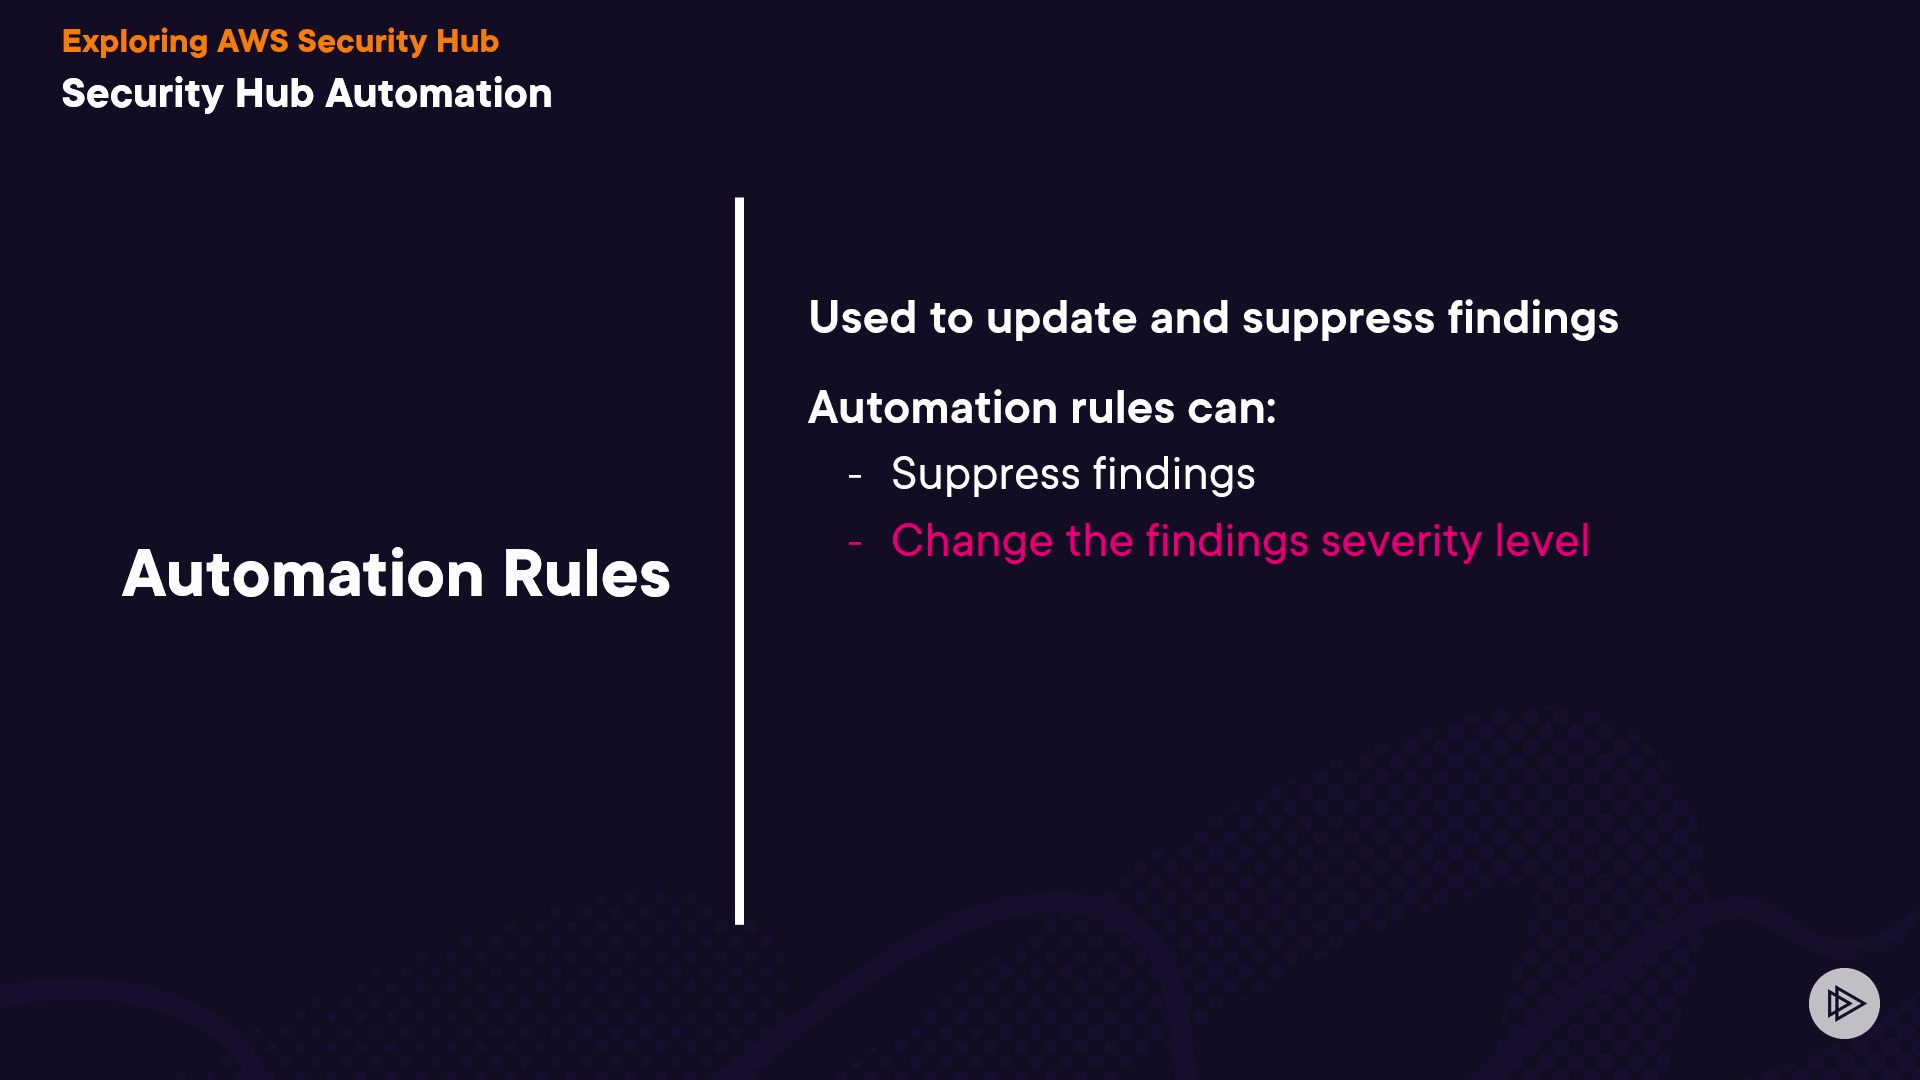 Exploring AWS Security Hub
Security Hub Automation
Automation Rules
Used to update and suppress findings
Automation rules can:
- Suppress findings
- Change the findings severity level